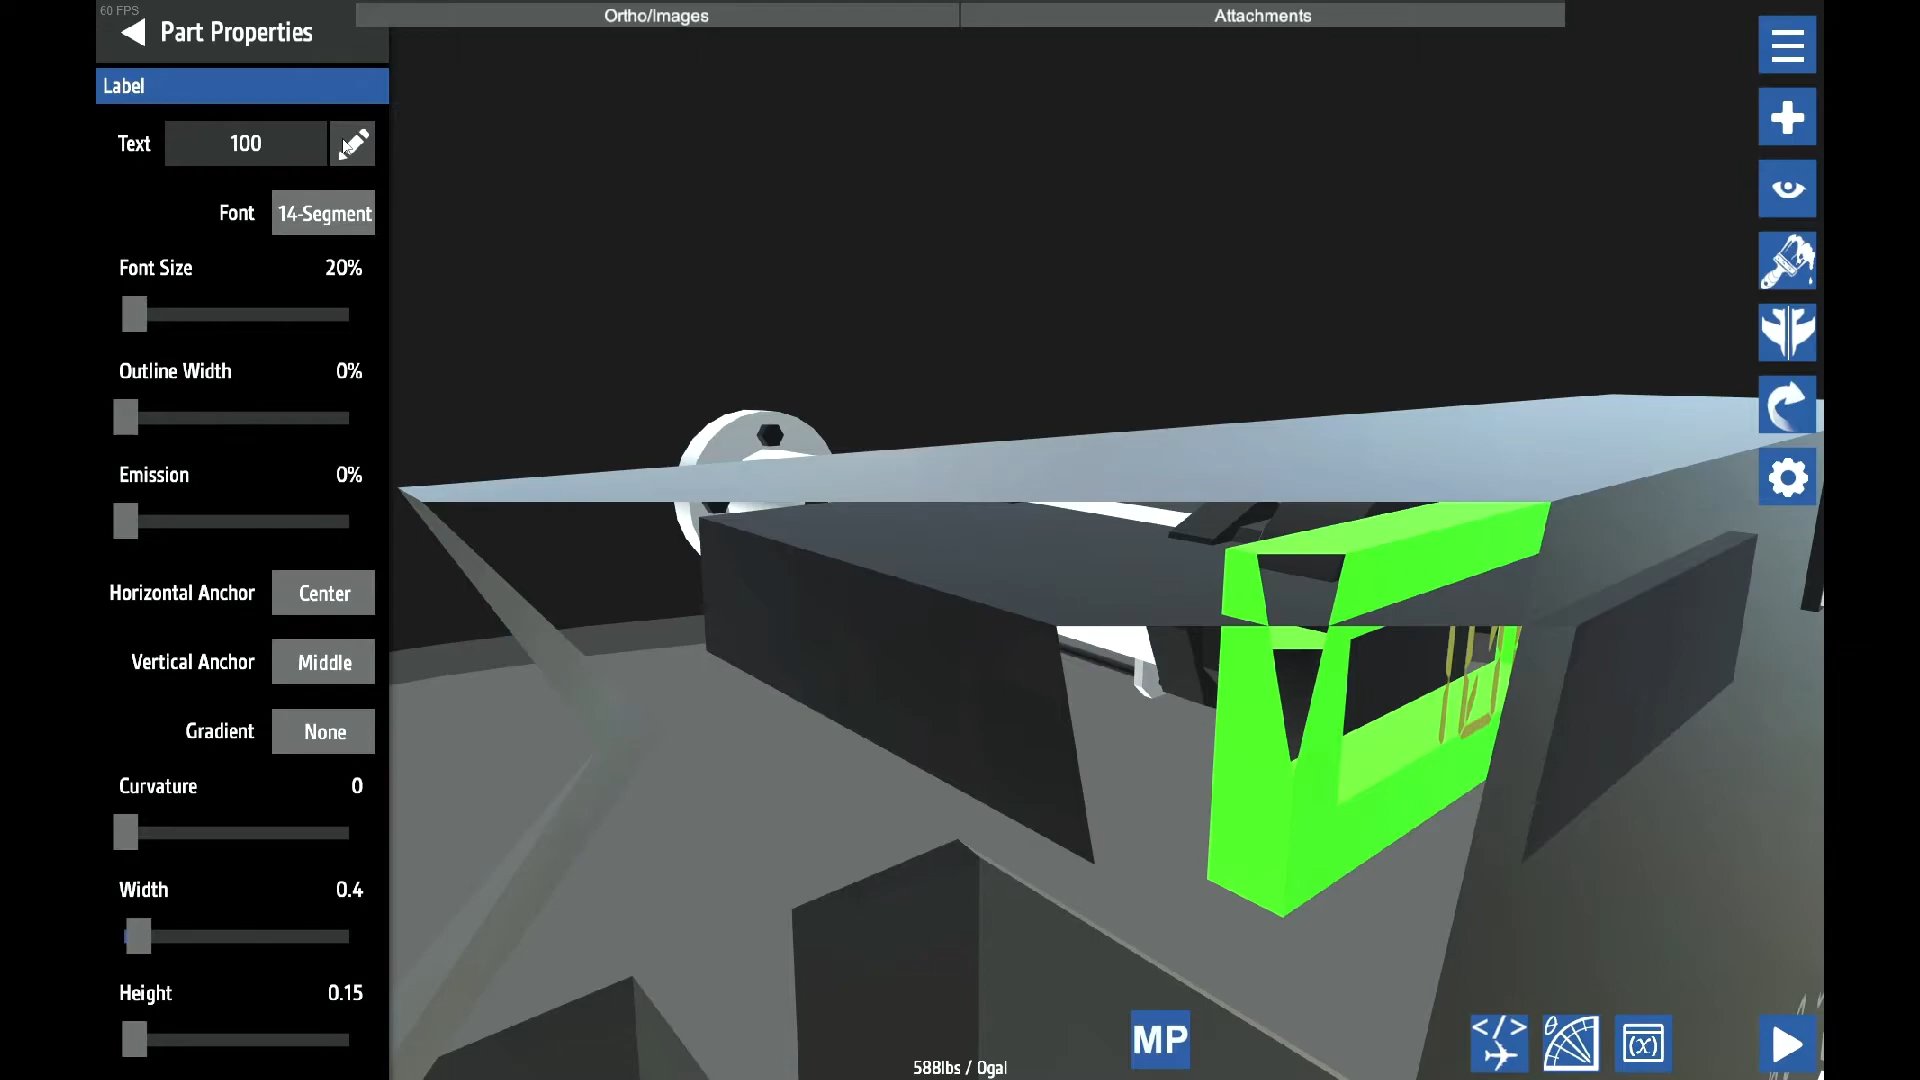 60 FPS
Part Properties
Ortho/Images
Attachments
Label
Text 100
Font 14-Segment
Font Size 20%
Outline Width 0%
Emission 0%
Horizontal Anchor Center
Vertical Anchor Middle
Gradient None
Curvature 0
Width 0.4
Height 0.15
100
MP
</>
θ
(x)
588lbs / 0gal